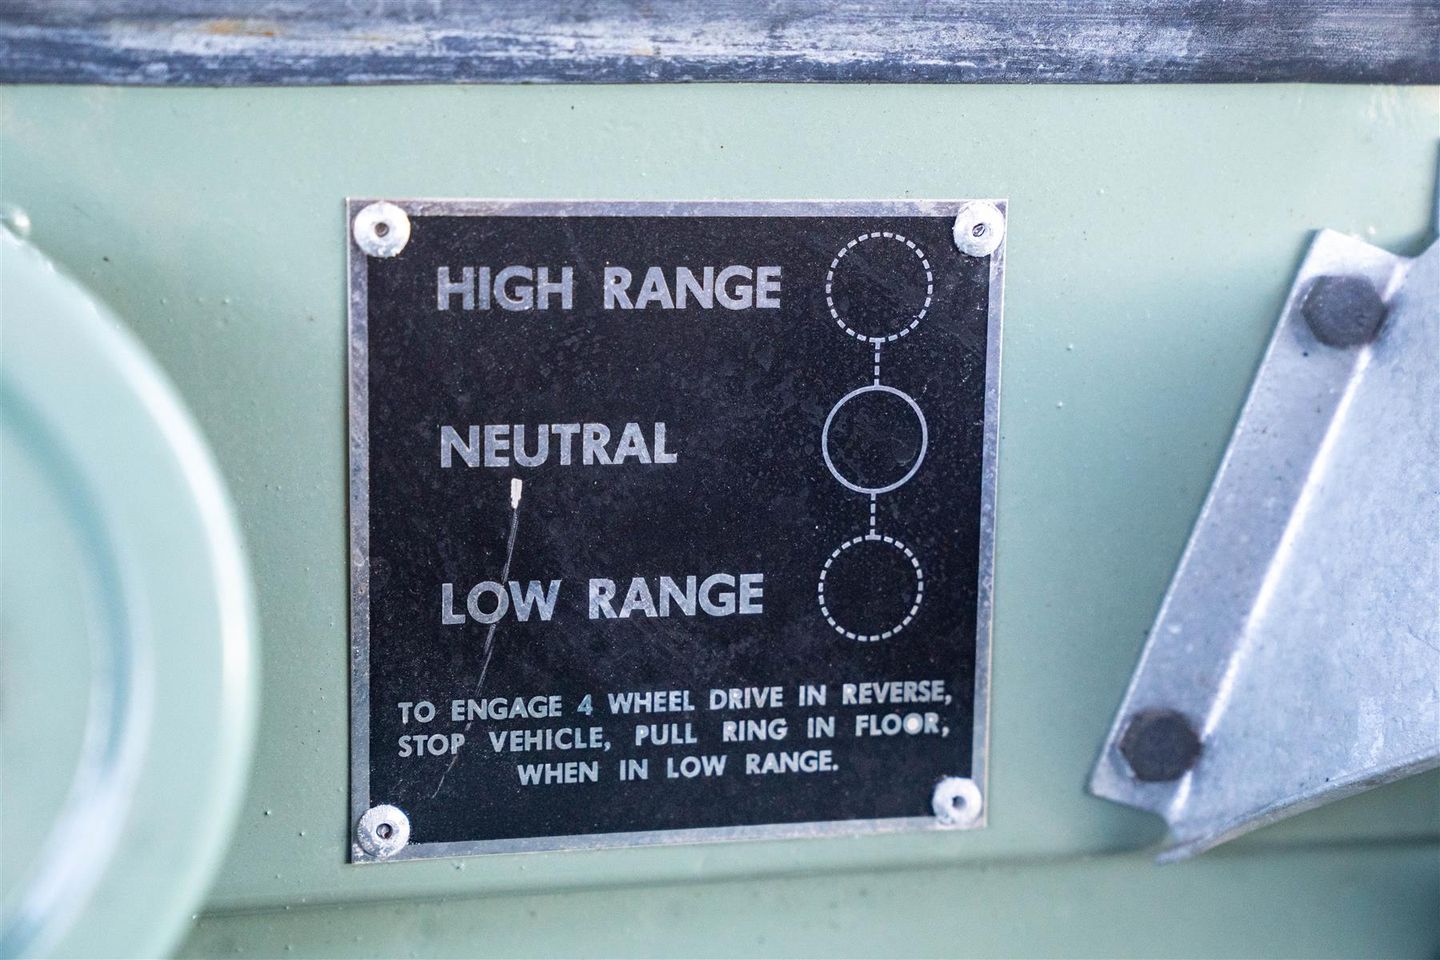 HIGH RANGE
NEUTRAL
LOW RANGE
TO ENGAGE 4 WHEEL DRIVE IN REVERSE,
STOP VEHICLE, PULL RING IN FLOOR,
WHEN IN LOW RANGE.